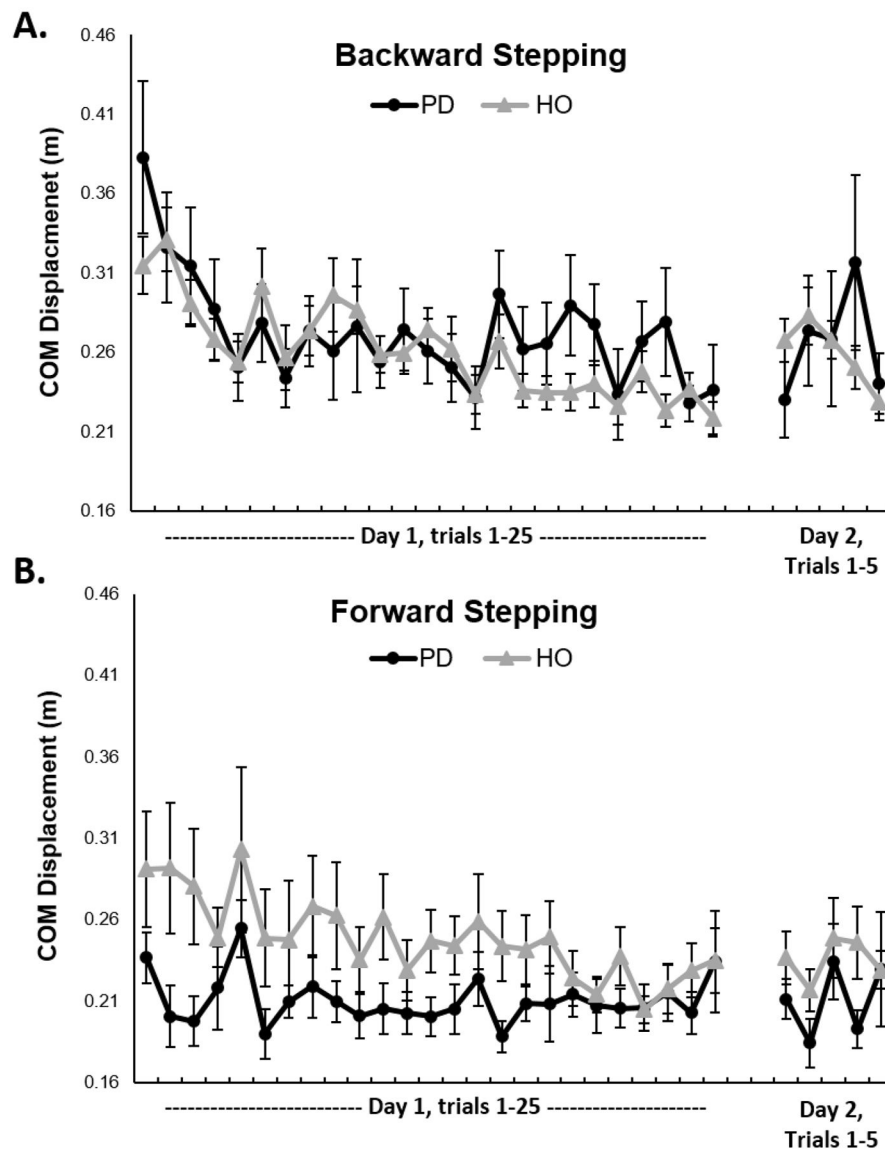 A.
Backward Stepping
PD HO
COM Displacmenet (m)
0.46
0.41
0.36
0.31
0.26
0.21
0.16
------------------------ Day 1, trials 1-25 ---------------------
Day 2,
Trials 1-5
B.
Forward Stepping
PD HO
COM Displacement (m)
0.46
0.41
0.36
0.31
0.26
0.21
0.16
------------------------- Day 1, trials 1-25 --------------------
Day 2,
Trials 1-5